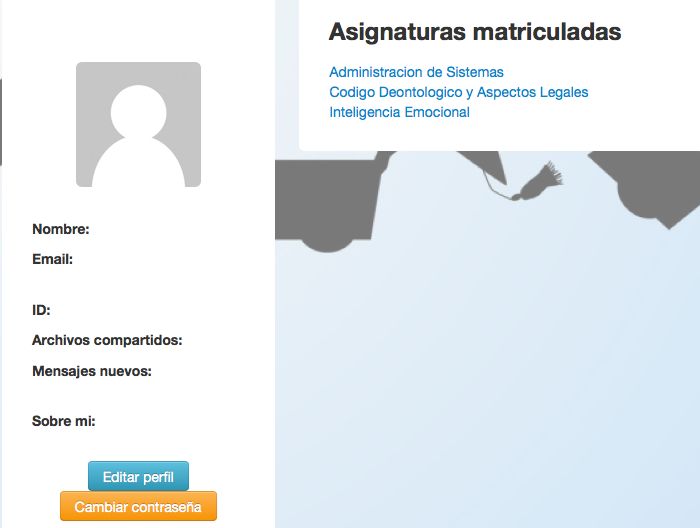 Asignaturas matriculadas
Administracion de Sistemas
Codigo Deontologico y Aspectos Legales
Inteligencia Emocional
Nombre:
Email:
ID:
Archivos compartidos:
Mensajes nuevos:
Sobre mi:
Editar perfil
Cambiar contraseña